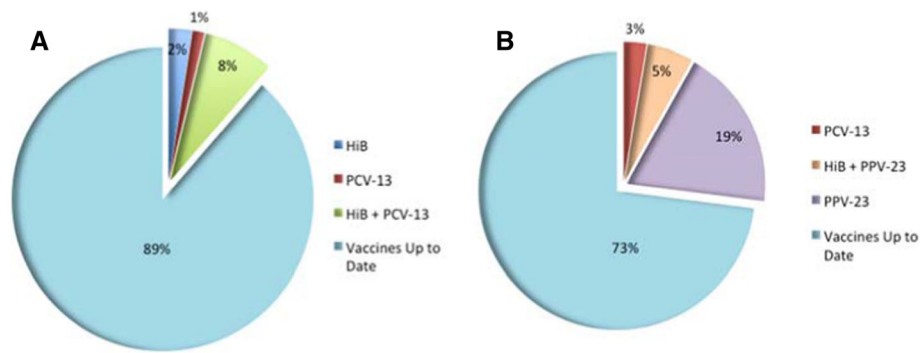 A
2%
1%
8%
89%
HiB
PCV-13
HiB + PCV-13
Vaccines Up to
Date
B
3%
5%
19%
73%
PCV-13
HiB + PPV-23
PPV-23
Vaccines Up to
Date